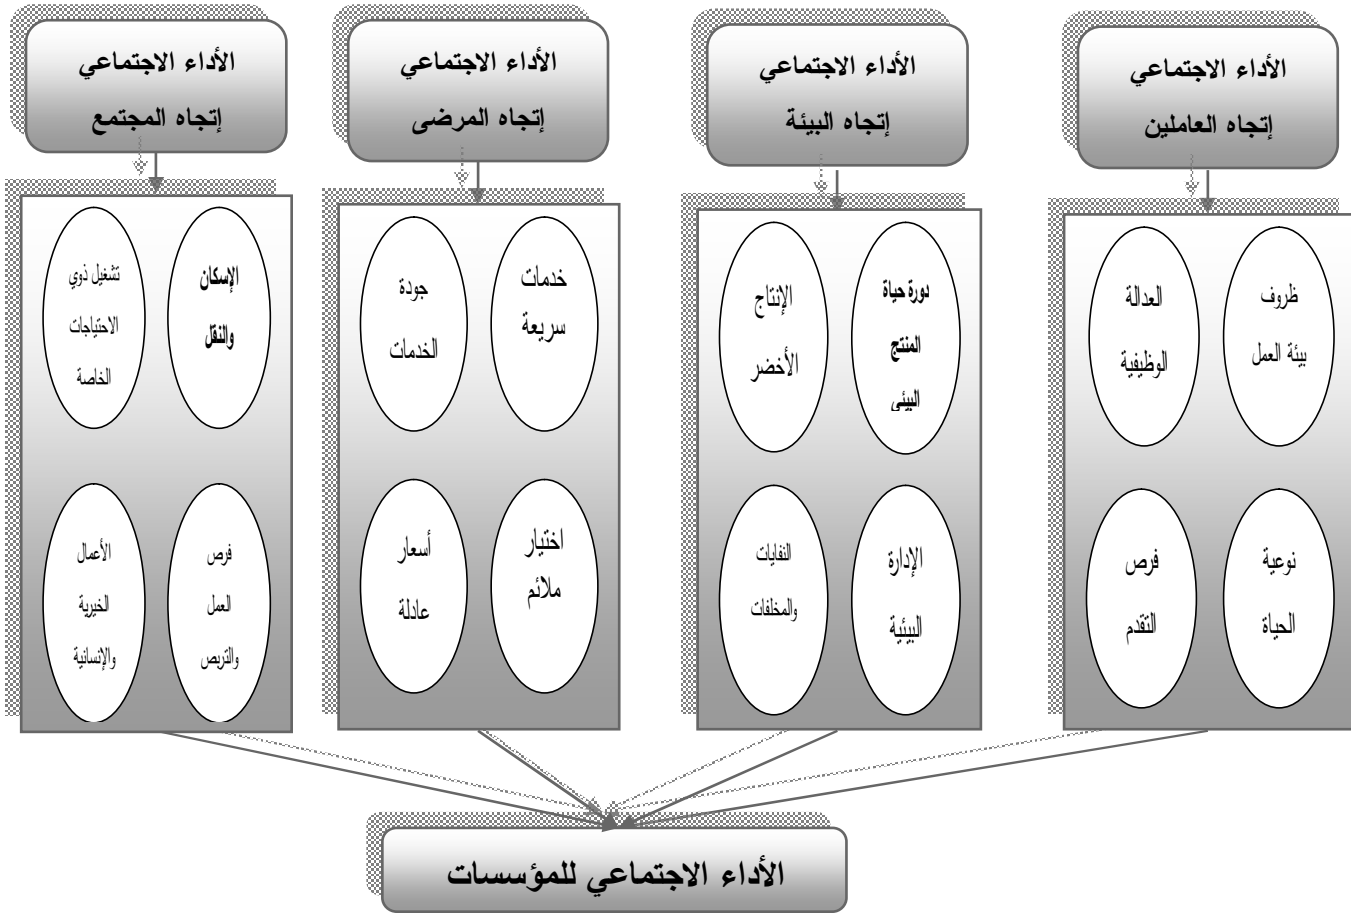 الأداء الاجتماعي
إتجاه العاملين
الأداء الاجتماعي
إتجاه البيئة
الأداء الاجتماعي
إتجاه المرضى
الأداء الاجتماعي
إتجاه المجتمع
ظروف
بيئة العمل
العدالة
الوظيفية
نوعية
الحياة
فرص
التقدم
دورة حياة
المنتج
البيئي
الإنتاج
الأخضر
الإدارة
البيئية
النفايات
والمخلفات
خدمات
سريعة
جودة
الخدمات
اختيار
ملائم
أسعار
عادلة
الإسكان
والنقل
تشغيل ذوي
الاحتياجات
الخاصة
فرص
العمل
والتربص
الأعمال
الخيرية
والإنسانية
الأداء الاجتماعي للمؤسسات